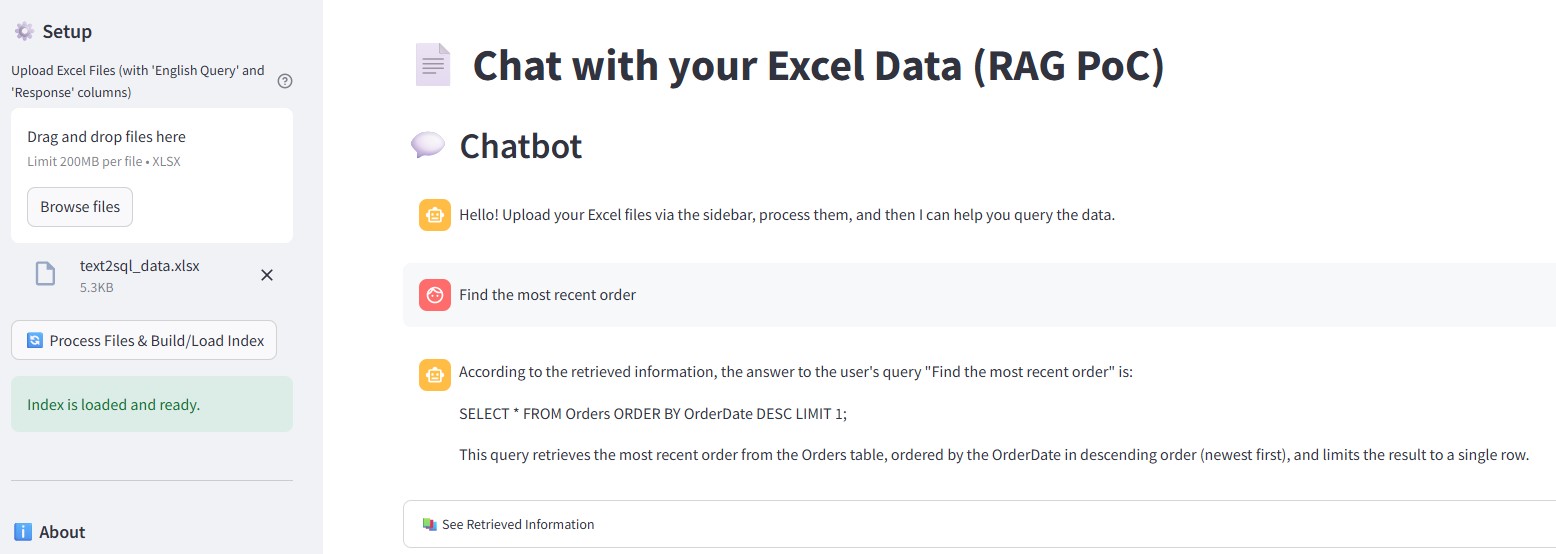 Setup
Upload Excel Files (with 'English Query' and
'Response' columns)
Drag and drop files here
Limit 200MB per file • XLSX
Browse files
text2sql_data.xlsx
5.3KB
Process Files & Build/Load Index
Index is loaded and ready.
About
Chat with your Excel Data (RAG PoC)
Chatbot
Hello! Upload your Excel files via the sidebar, process them, and then I can help you query the data.
Find the most recent order
According to the retrieved information, the answer to the user's query "Find the most recent order" is:
SELECT * FROM Orders ORDER BY OrderDate DESC LIMIT 1;
This query retrieves the most recent order from the Orders table, ordered by the OrderDate in descending order (newest first), and limits the result to a single row.
See Retrieved Information